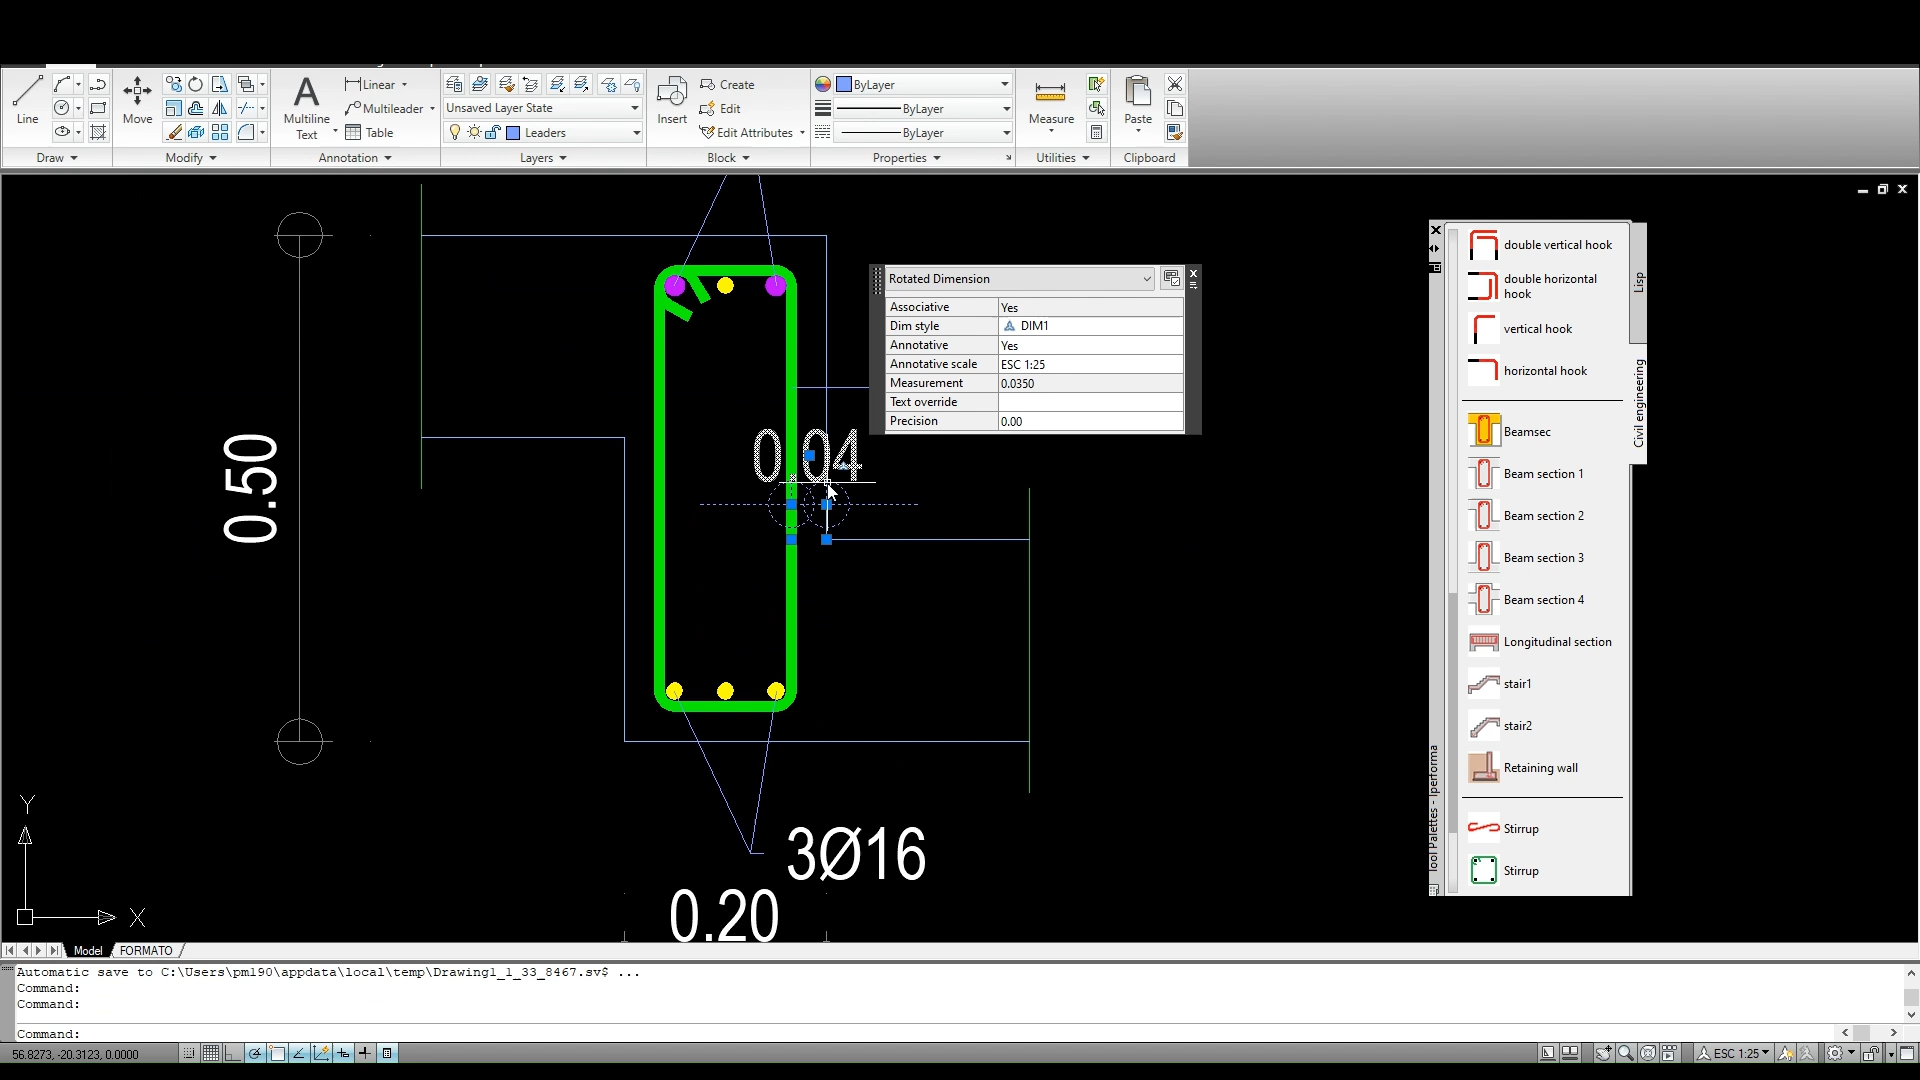 Line
Move
Multiline
Text
Linear
Multileader
Table
Unsaved Layer State
Leaders
Insert
Create
Edit
Edit Attributes
ByLayer
ByLayer
ByLayer
Measure
Paste
Draw
Modify
Annotation
Layers
Block
Properties
Utilities
Clipboard
Rotated Dimension
Associative Yes
Dim style DIM1
Annotative Yes
Annotative scale ESC 1:25
Measurement 0.0350
Text override
Precision 0.00
0.50
0.04
3Ø16
0.20
Y
X
double vertical hook
double horizontal
hook
vertical hook
horizontal hook
Beamsec
Beam section 1
Beam section 2
Beam section 3
Beam section 4
Longitudinal section
stair1
stair2
Retaining wall
Stirrup
Stirrup
Lisp
Civil engineering
Tool Palettes - Iperforma
Model FORMATO
Automatic save to C:\Users\pm190\appdata\local\temp\Drawing1_1_33_8467.sv$ ...
Command:
Command:
Command:
56.8273, -20.3123, 0.0000
ESC 1:25